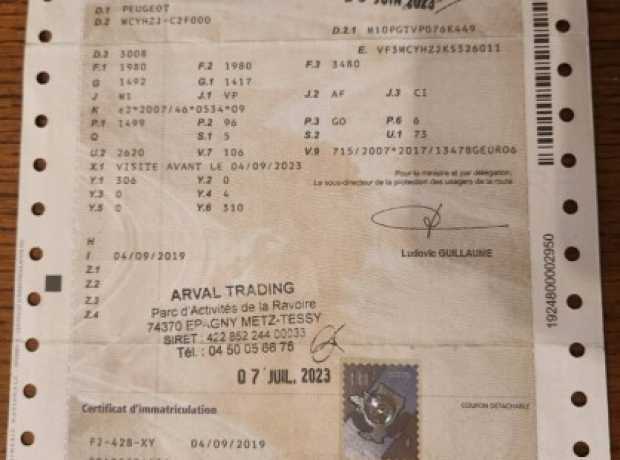 D.1 PEUGEOT
JUIN 2023
D.2 WCYHZJ-C2F000
D.2.1 M10PGTVP076K449
D.3 3008
E. VF3WCYHZJKS326011
F.1 1980 F.2 1980 F.3 3480
G 1492 G.1 1417
J M1 J.1 VP J.2 AF J.3 CI
K e2*2007/46*0534*09
P.1 1499 P.2 96 P.3 GO P.6 6
Q S.1 5 S.2 U.1 73
U.2 2620 V.7 106 V.9 715/2007*2017/1347EURO6
X.1 VISITE AVANT LE 04/09/2023
Y.1 306 Y.2 0
Y.3 0 Y.4 4
Y.5 0 Y.6 310
Pour le ministre et par délégation,
Le sous-directeur de la protection des usagers de la route
Ludovic GUILLAUME
H
I 04/09/2019
Z.1
Z.2
Z.3
Z.4
ARVAL TRADING
Parc d'Activités de la Ravoire
74370 EPAGNY METZ-TESSY
SIRET : 422 852 244 00033
Tél. : 04 50 05 66 76
07 JUIL. 2023
1924800002950
Certificat d'immatriculation
COUPON DÉTACHABLE
FJ-428-XY 04/09/2019